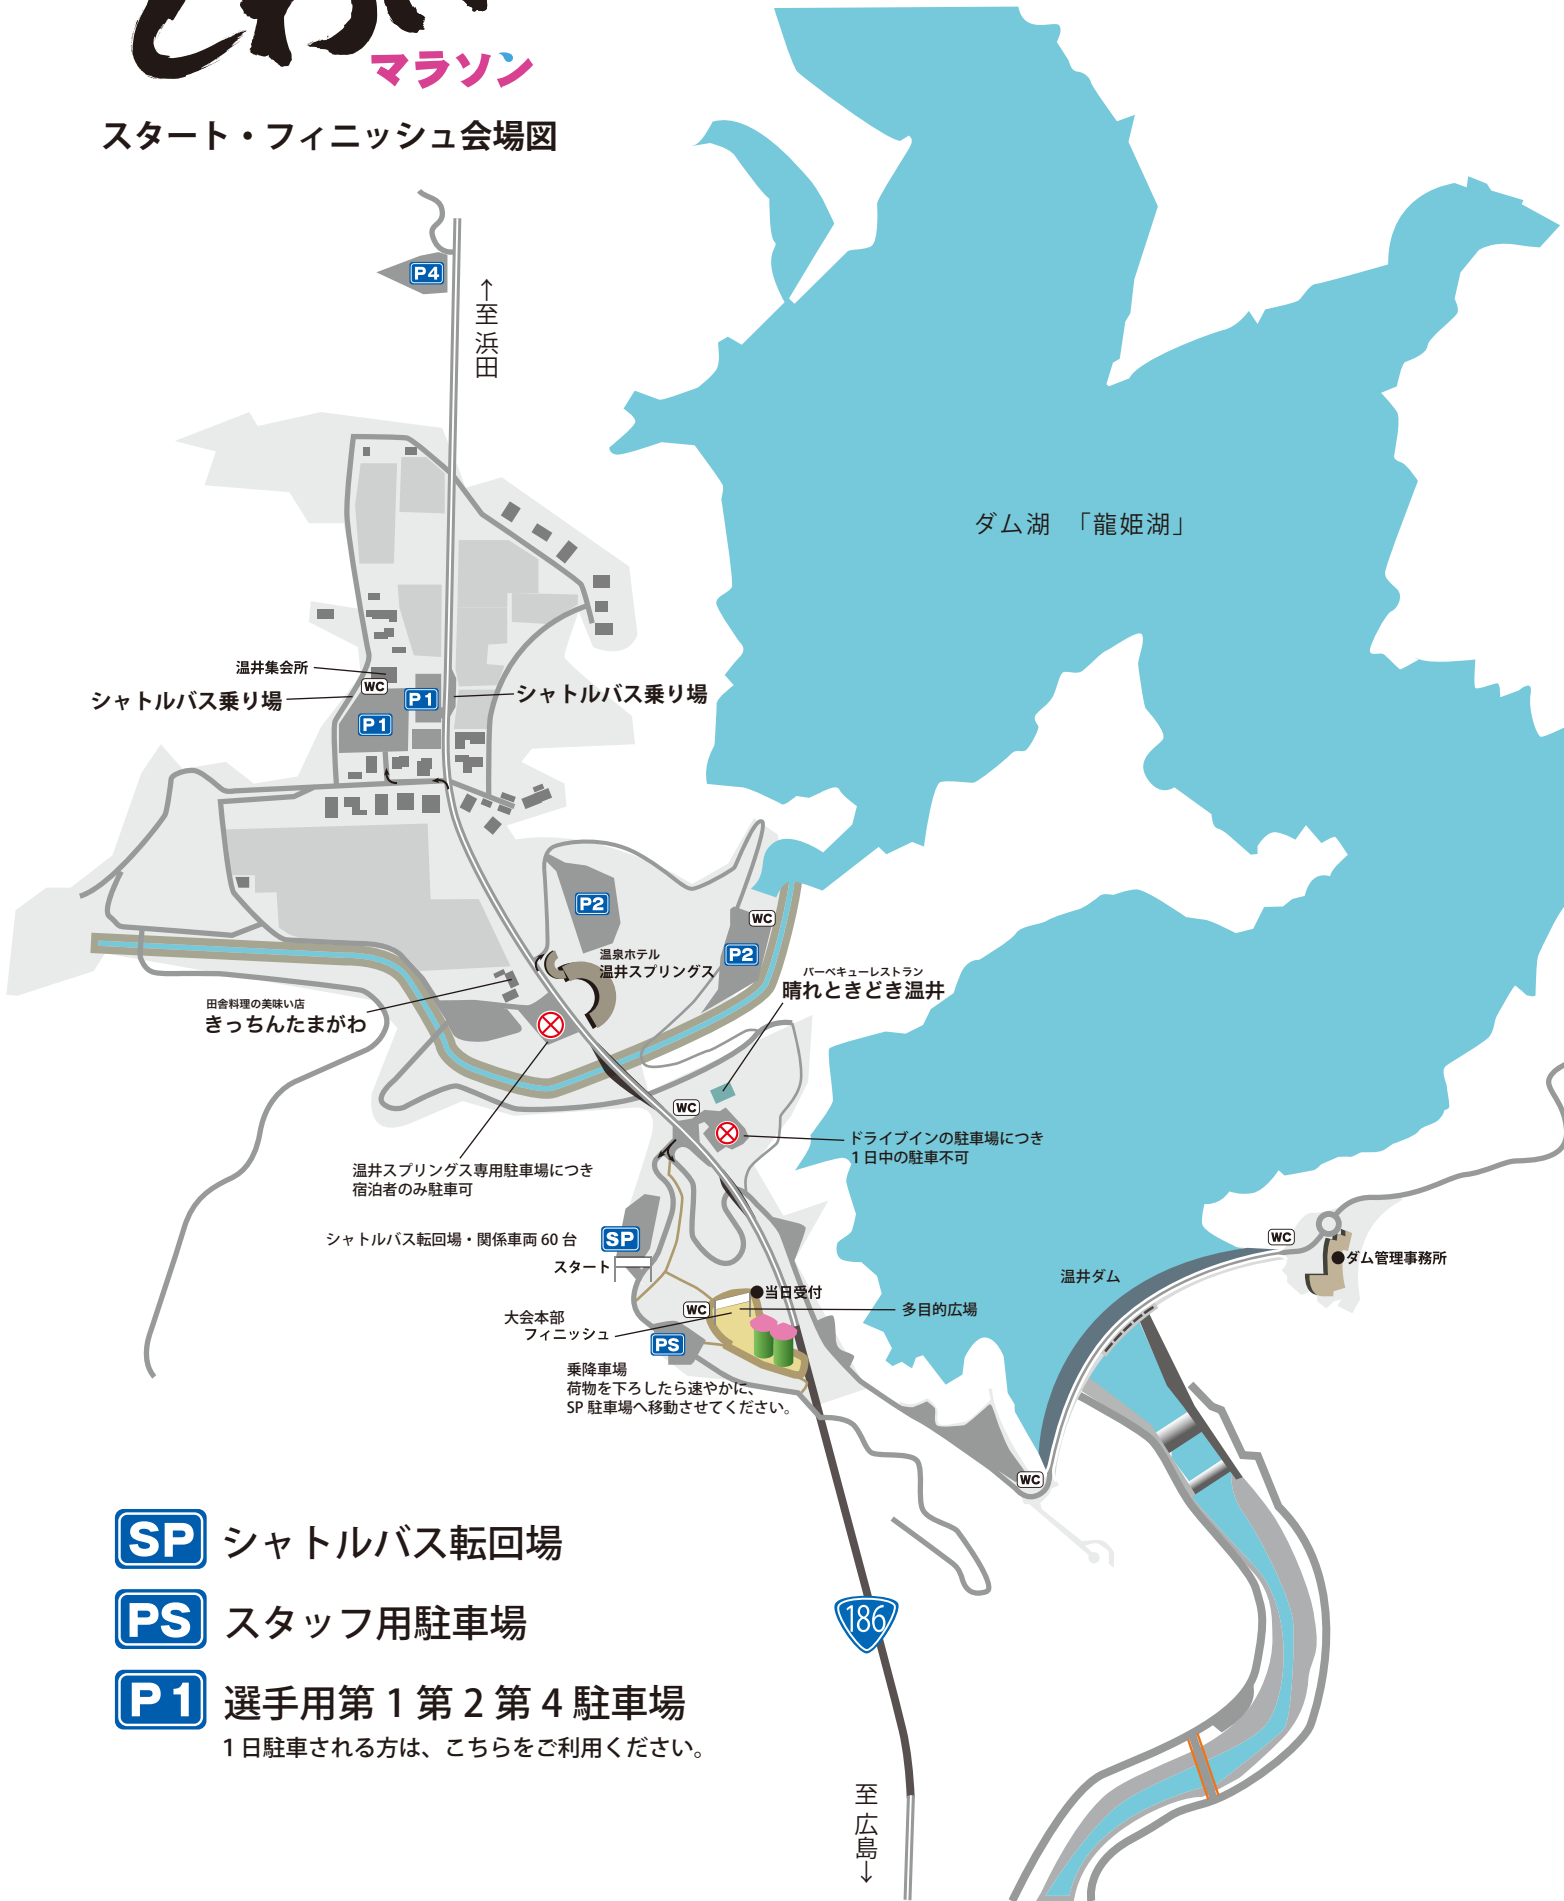 マラソン
スタート・フィニッシュ会場図
P4
↑至 浜田
ダム湖 「龍姫湖」
温井集会所
WC
シャトルバス乗り場
P1
P1
シャトルバス乗り場
P2
WC
P2
温泉ホテル
温井スプリングス
バーベキューレストラン
晴れときどき温井
田舎料理の美味い店
きっちんたまがわ
WC
ドライブインの駐車場につき
1日中の駐車不可
温井スプリングス専用駐車場につき
宿泊者のみ駐車可
シャトルバス転回場・関係車両 60 台
SP
スタート
WC
ダム管理事務所
温井ダム
当日受付
WC
多目的広場
大会本部
フィニッシュ
PS
乗降車場
荷物を下ろしたら速やかに、
SP 駐車場へ移動させてください。
WC
SP シャトルバス転回場
PS スタッフ用駐車場
P1 選手用第 1 第 2 第 4 駐車場
1 日駐車される方は、こちらをご利用ください。
186
至 広島↓